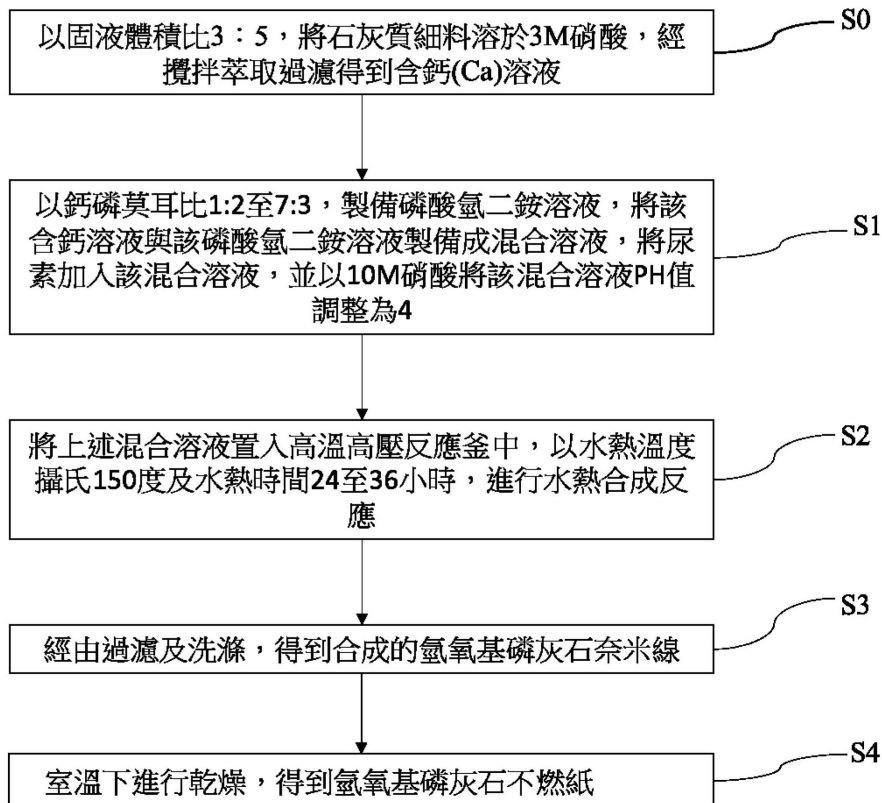 以固液體積比3：5，將石灰質細料溶於3M硝酸，經
攪拌萃取過濾得到含鈣(Ca)溶液
S0
以鈣磷莫耳比1:2至7:3，製備磷酸氫二銨溶液，將該
含鈣溶液與該磷酸氫二銨溶液製備成混合溶液，將尿
素加入該混合溶液，並以10M硝酸將該混合溶液PH值
調整為4
S1
將上述混合溶液置入高溫高壓反應釜中，以水熱溫度
攝氏150度及水熱時間24至36小時，進行水熱合成反
應
S2
經由過濾及洗滌，得到合成的氫氧基磷灰石奈米線
S3
室溫下進行乾燥，得到氫氧基磷灰石不燃紙
S4